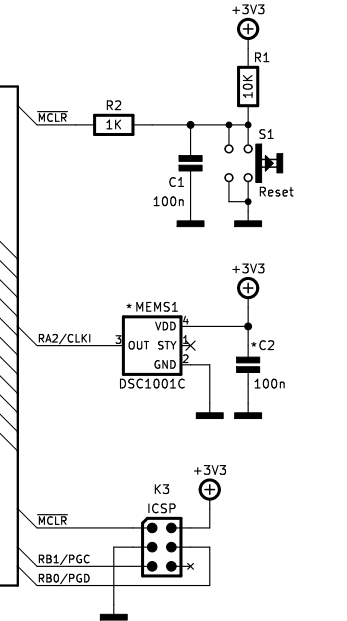 +3V3
R1
10K
R2
MCLR
1K
S1
C1
100n
Reset
+3V3
*MEMS1
VDD 4
RA2/CLKI
3 OUT STY 1
*C2
GND 2
DSC1001C
100n
+3V3
K3
ICSP
MCLR
RB1/PGC
RB0/PGD